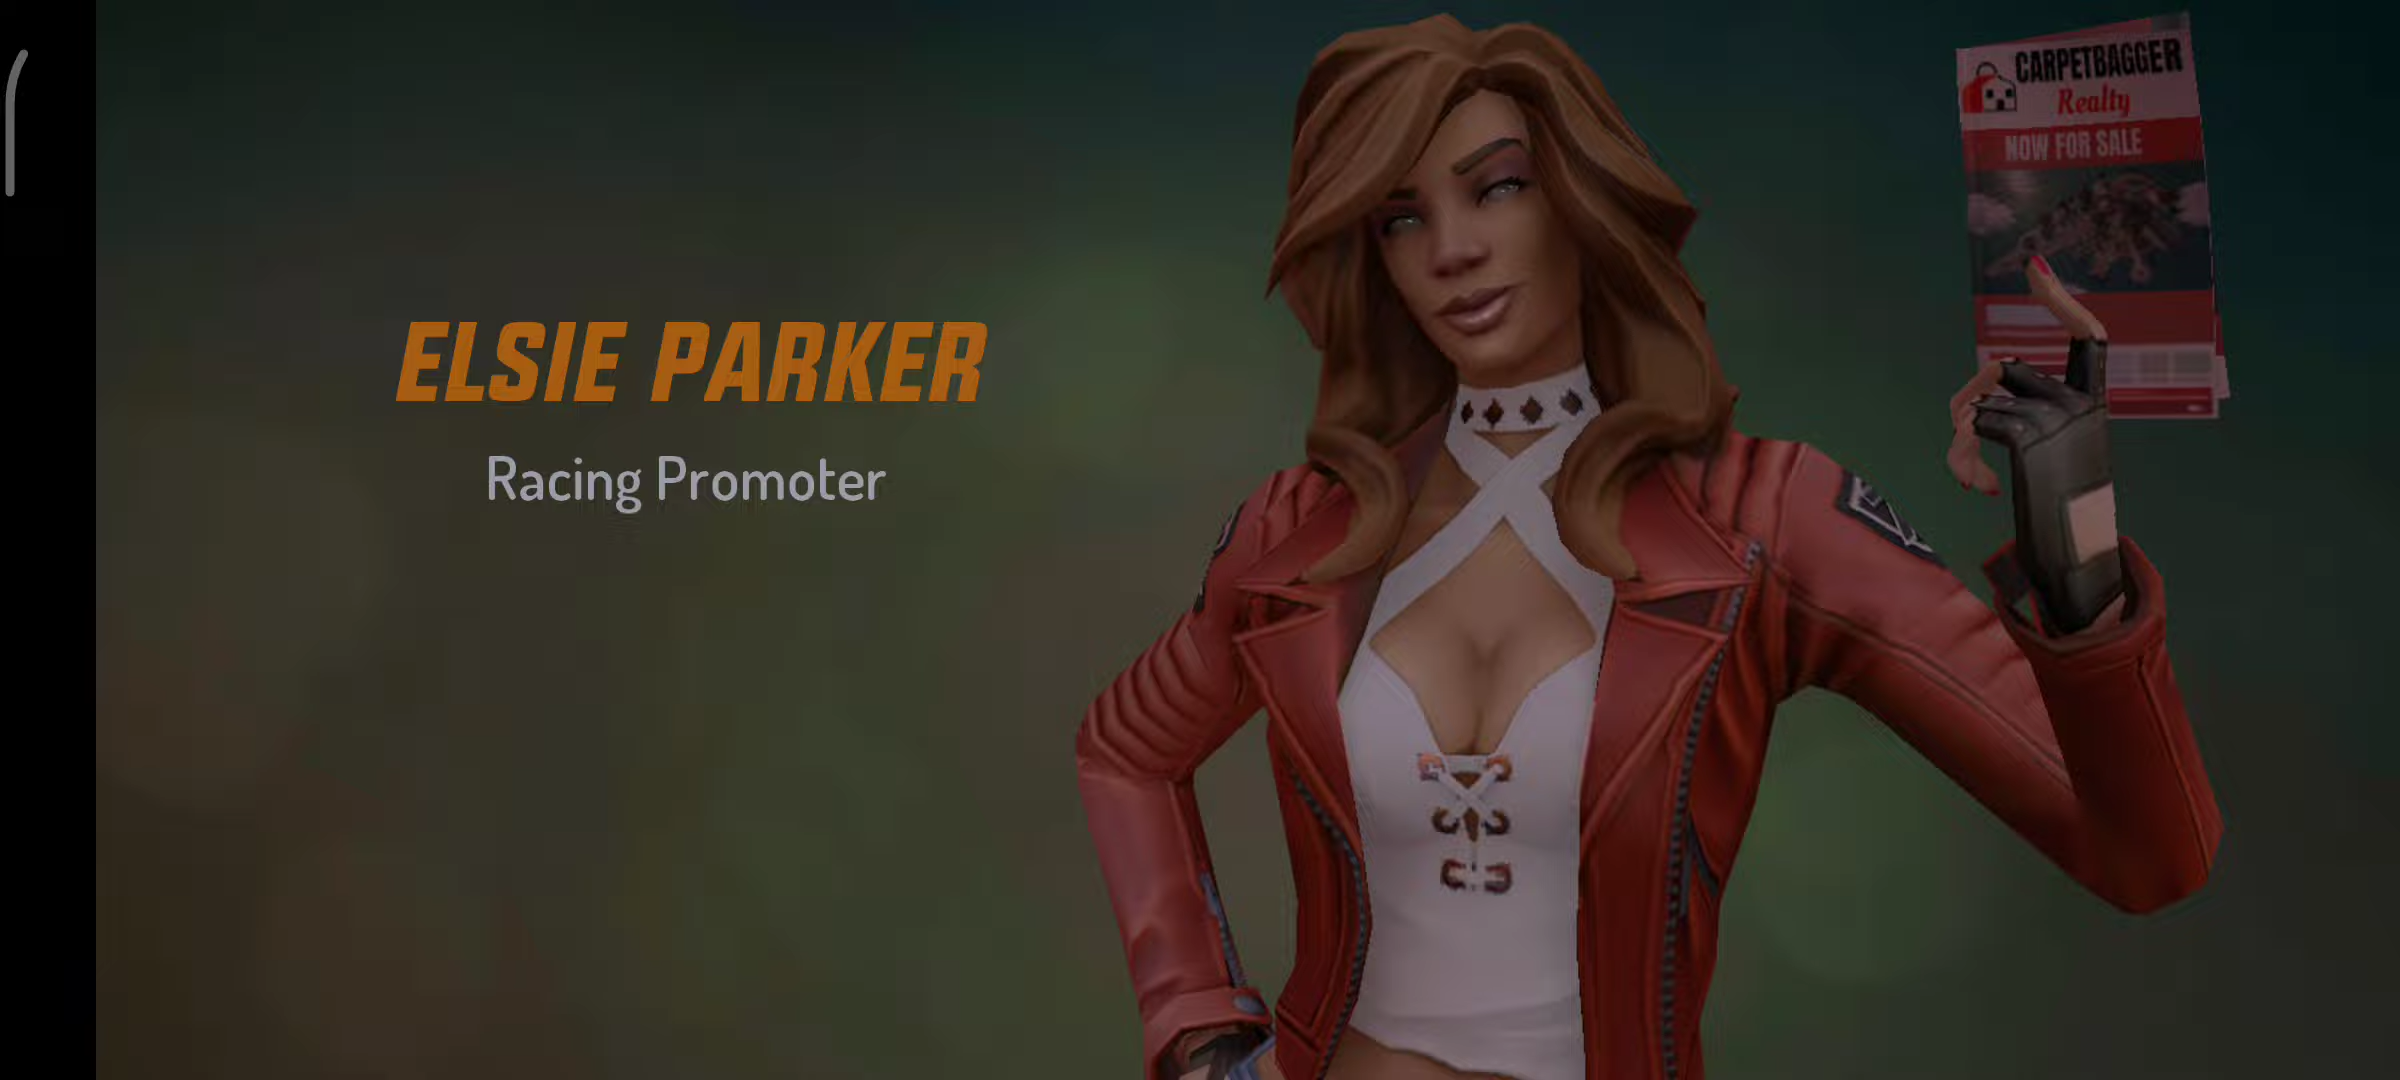 ELSIE PARKER
Racing Promoter
CARPETBAGGER
Realty
NOW FOR SALE